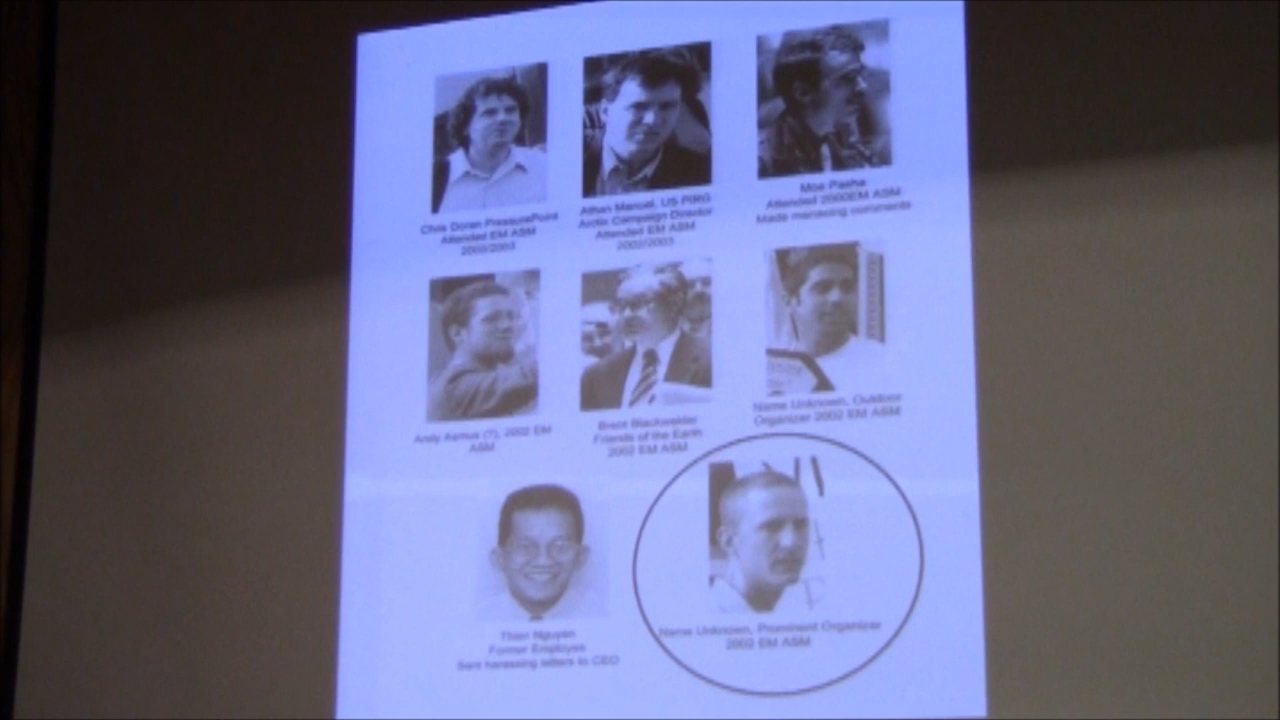 Chris Doran PressurePoint
Attended EM ASM
2002/2003
Athan Manuel, US PIRG
Arctic Campaign Director
Attended EM ASM
2002/2003
Moe Pasha
Attended 2000EM ASM
Made menacing comments
Andy Asmus (?), 2002 EM
ASM
Brent Blackwelder
Friends of the Earth
2002 EM ASM
Name Unknown, Outdoor
Organizer 2002 EM ASM
Nguyen
Former Employee
Sent harassing letters to CEO
Name Unknown, Prominent Organizer
2002 EM ASM